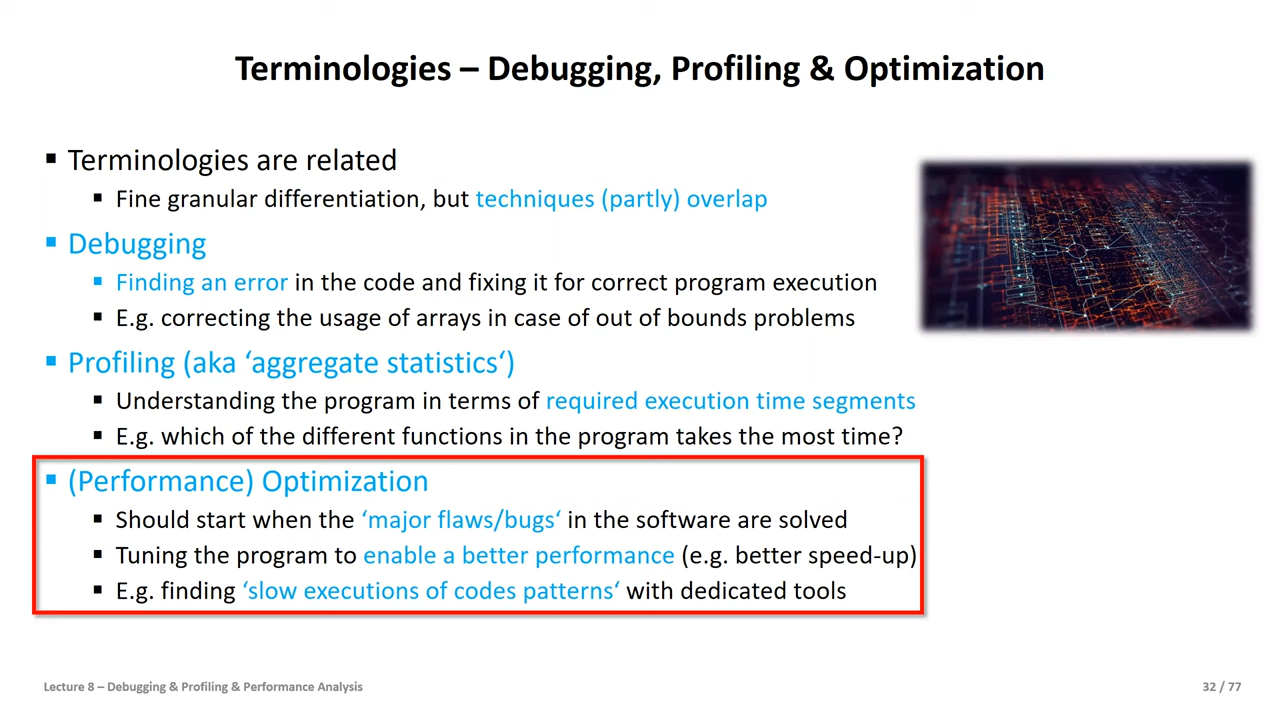 Terminologies – Debugging, Profiling & Optimization
Terminologies are related
Fine granular differentiation, but techniques (partly) overlap
Debugging
Finding an error in the code and fixing it for correct program execution
E.g. correcting the usage of arrays in case of out of bounds problems
Profiling (aka ‘aggregate statistics‘)
Understanding the program in terms of required execution time segments
E.g. which of the different functions in the program takes the most time?
(Performance) Optimization
Should start when the ‘major flaws/bugs‘ in the software are solved
Tuning the program to enable a better performance (e.g. better speed-up)
E.g. finding ‘slow executions of codes patterns‘ with dedicated tools
Lecture 8 – Debugging & Profiling & Performance Analysis
32 / 77